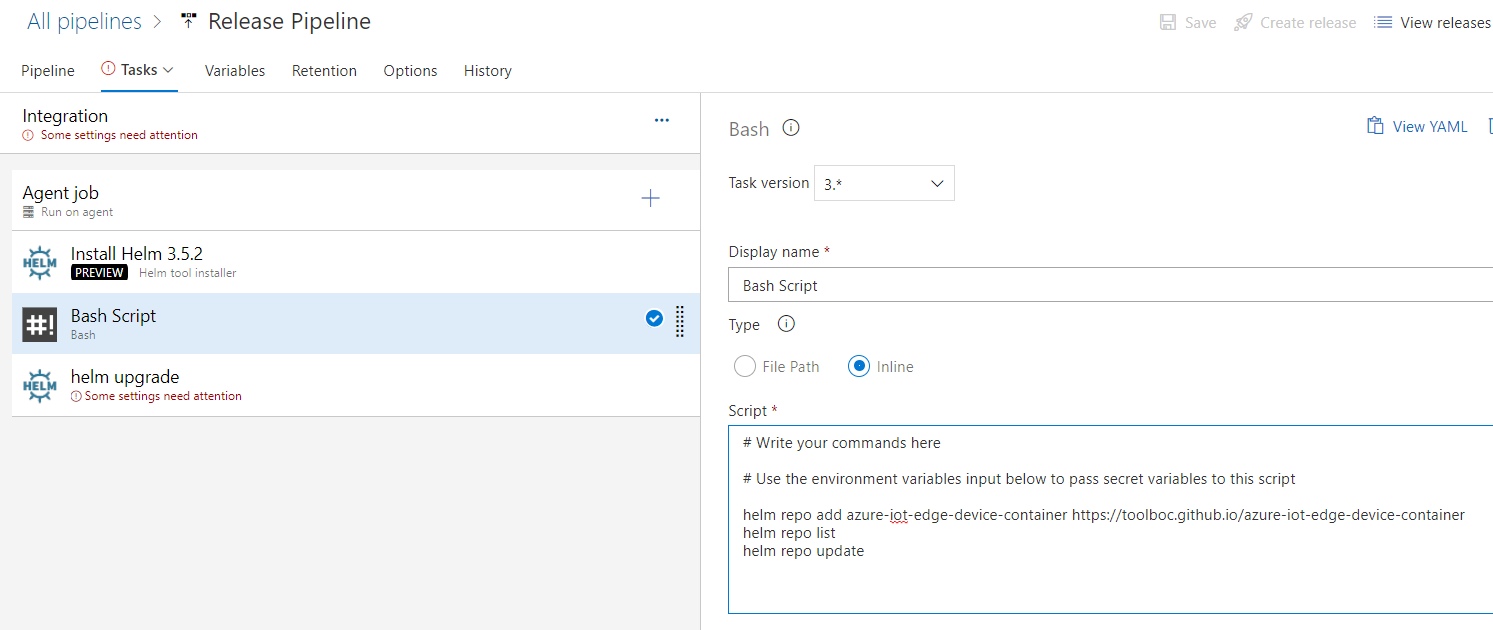 All pipelines > Release Pipeline
Save Create release View releases
Pipeline Tasks Variables Retention Options History
Integration
Some settings need attention
...
Agent job
Run on agent
HELM
Install Helm 3.5.2
PREVIEW Helm tool installer
#!
Bash Script
Bash
HELM
helm upgrade
Some settings need attention
Bash
View YAML
Task version 3.*
Display name *
Bash Script
Type
File Path Inline
Script *
# Write your commands here
# Use the environment variables input below to pass secret variables to this script
helm repo add azure-iot-edge-device-container https://toolboc.github.io/azure-iot-edge-device-container
helm repo list
helm repo update